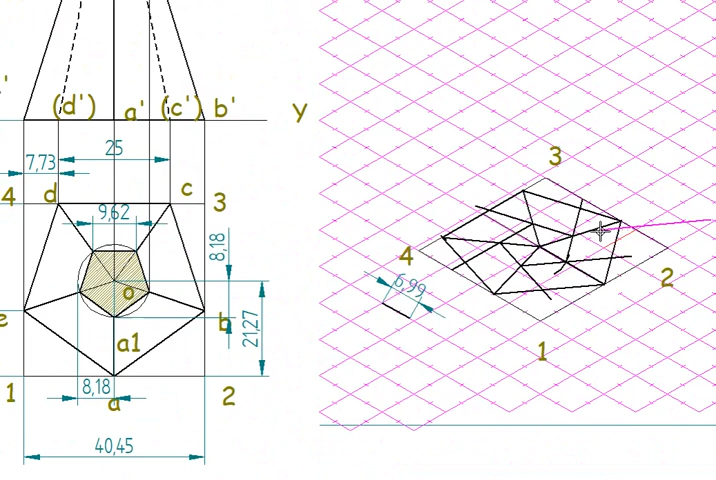 '
(d') a' (c') b' Y
25
7,73
4 d c 3 3
9,62
8,18
4
6,99
2
o
e b
21,27
a1
1
1 8,18 a 2
40,45